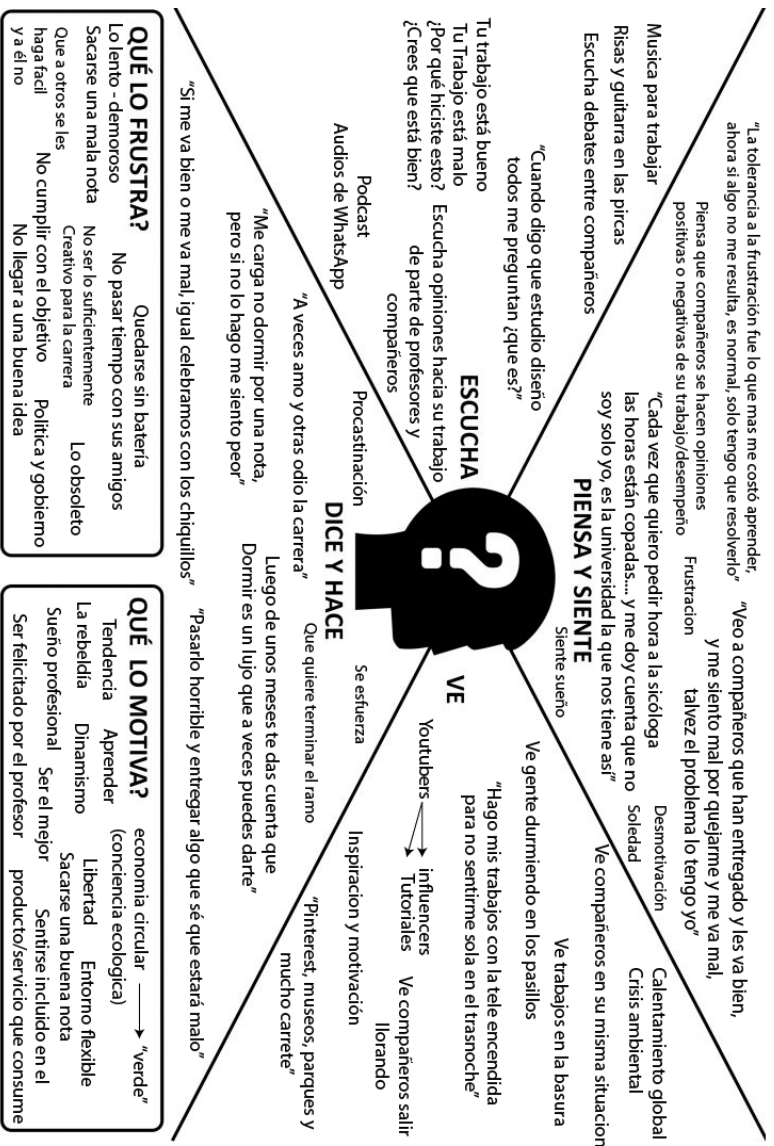 "La tolerancia a la frustración fue lo que mas me costó aprender,
ahora si algo no me resulta, es normal, solo tengo que resolverlo"
Piensa que compañeros se hacen opiniones
positivas o negativas de su trabajo/desempeño
"Cada vez que quiero pedir hora a la sicóloga
las horas están copadas.... y me doy cuenta que no
soy solo yo, es la universidad la que nos tiene así"
PIENSA Y SIENTE
"Veo a compañeros que han entregado y les va bien,
y me siento mal por quejarme y me va mal,
talvez el problema lo tengo yo"
Frustracion
Siente sueño
Desmotivación
Soledad
Calentamiento global
Crisis ambiental
Musica para trabajar
Risas y guitarra en las pircas
Escucha debates entre compañeros
"Cuando digo que estudio diseño
todos me preguntan ¿que es?"
Tu trabajo está bueno
Tu Trabajo está malo
¿Por qué hiciste esto?
¿Crees que está bien?
ESCUCHA
Escucha opiniones hacia su trabajo
de parte de profesores y
compañeros
Podcast
Audios de WhatsApp
?
VE
Ve compañeros en su misma situacion
Ve trabajos en la basura
Ve gente durmiendo en los pasillos
"Hago mis trabajos con la tele encendida
para no sentirme sola en el trasnoche"
Youtubers
influencers
Tutoriales
Ve compañeros salir
llorando
Inspiracion y motivación
"Pinterest, museos, parques y
mucho carrete"
DICE Y HACE
Procastinación
"A veces amo y otras odio la carrera"
"Me carga no dormir por una nota,
pero si no lo hago me siento peor"
"Si me va bien o me va mal, igual celebramos con los chiquillos"
Se esfuerza
Que quiere terminar el ramo
Luego de unos meses te das cuenta que
Dormir es un lujo que a veces puedes darte"
"Pasarlo horrible y entregar algo que sé que estará malo"
QUÉ LO FRUSTRA?
Lo lento - demoroso
Sacarse una mala nota
Que a otros se les
haga facil
y a él no
Quedarse sin batería
No pasar tiempo con sus amigos
No ser lo suficientemente
Creativo para la carrera
Lo obsoleto
No cumplir con el objetivo
Politica y gobierno
No llegar a una buena idea
QUÉ LO MOTIVA?
Tendencia
Aprender
La rebeldía
Dinamismo
Sueño profesional
Ser el mejor
Ser felicitado por el profesor
economia circular
(conciencia ecologica)
"verde"
Libertad
Entorno flexible
Sacarse una buena nota
Sentirse incluido en el
producto/servicio que consume